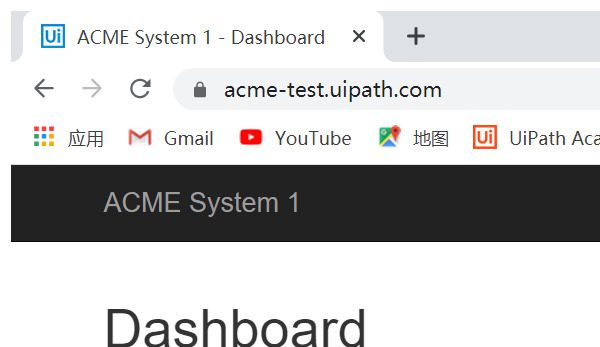 Ui ACME System 1 - Dashboard
acme-test.uipath.com
应用 Gmail YouTube 地图 Ui UiPath Aca
ACME System 1
Dashboard